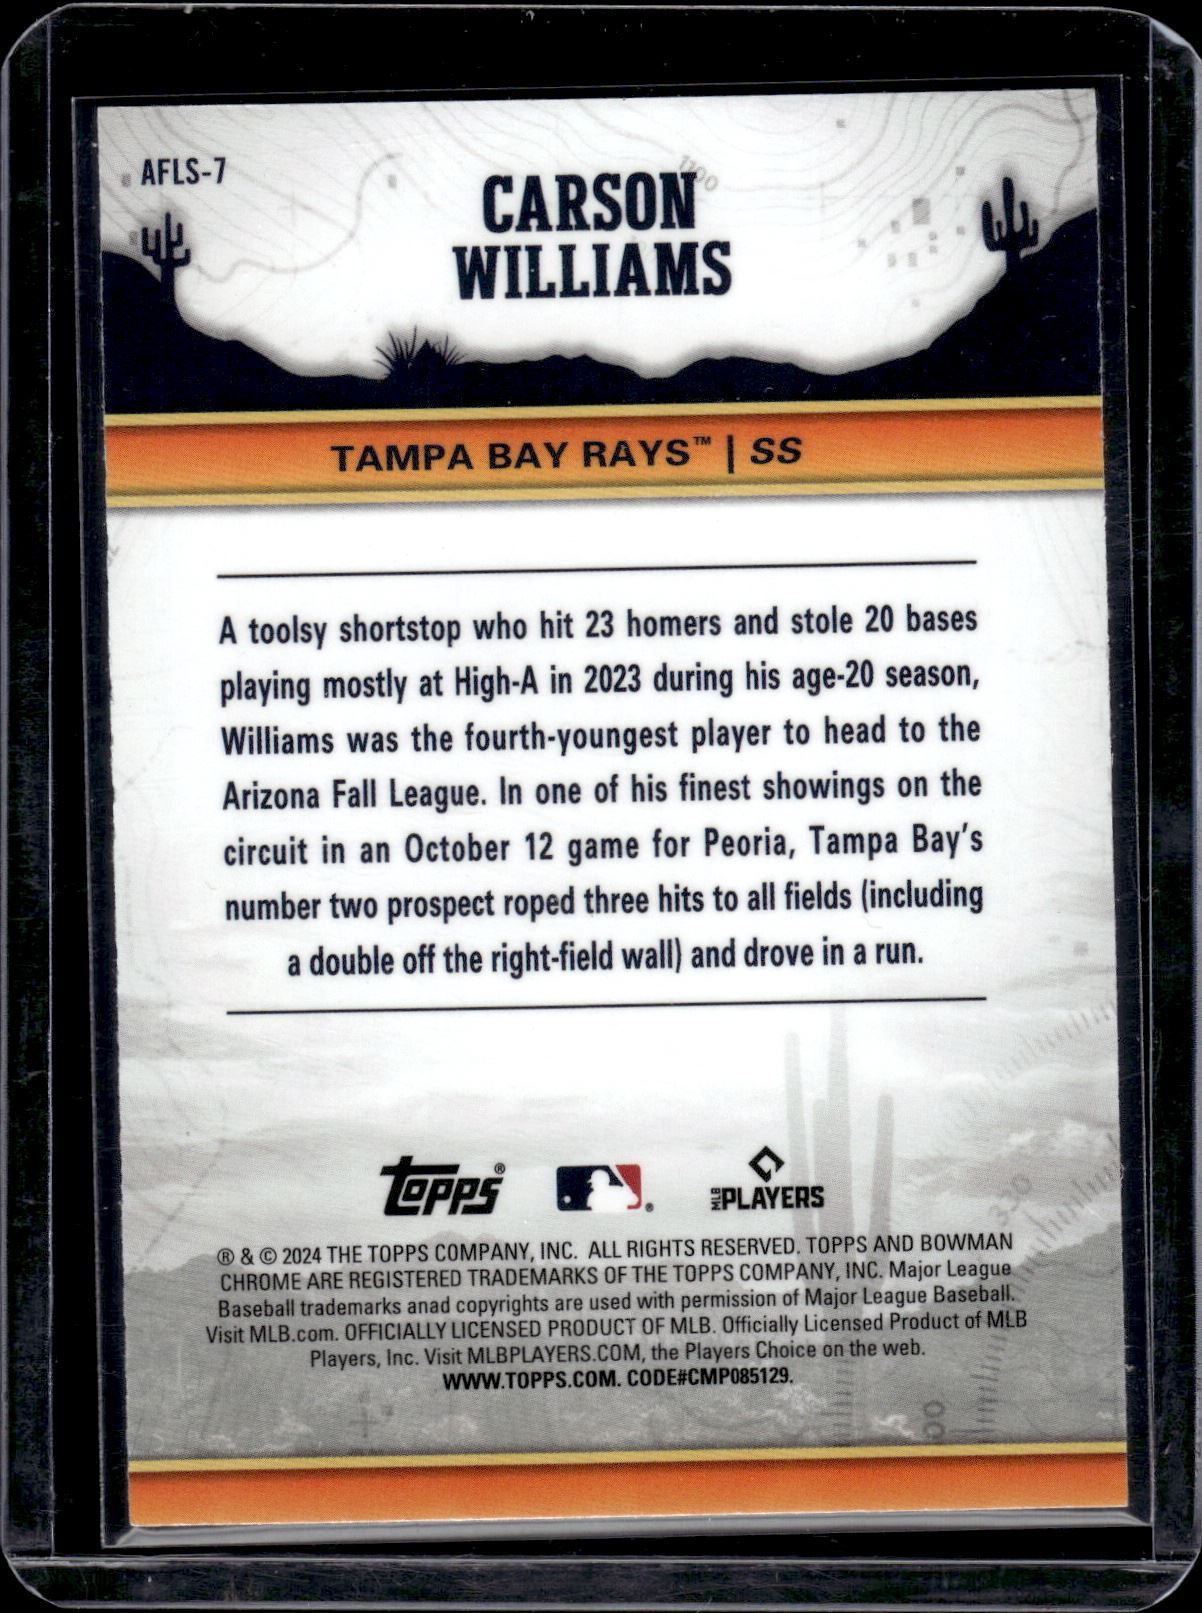 AFLS-7
1100
CARSON
WILLIAMS
TAMPA BAY RAYS™ | SS
A toolsy shortstop who hit 23 homers and stole 20 bases
playing mostly at High-A in 2023 during his age-20 season,
Williams was the fourth-youngest player to head to the
Arizona Fall League. In one of his finest showings on the
circuit in an October 12 game for Peoria, Tampa Bay's
number two prospect roped three hits to all fields (including
a double off the right-field wall) and drove in a run.
330
Topps®
®
MLB PLAYERS
® & © 2024 THE TOPPS COMPANY, INC. ALL RIGHTS RESERVED. TOPPS AND BOWMAN
CHROME ARE REGISTERED TRADEMARKS OF THE TOPPS COMPANY, INC. Major League
Baseball trademarks anad copyrights are used with permission of Major League Baseball.
Visit MLB.com. OFFICIALLY LICENSED PRODUCT OF MLB. Officially Licensed Product of MLB
Players, Inc. Visit MLBPLAYERS.COM, the Players Choice on the web.
WWW.TOPPS.COM. CODE#CMP085129.